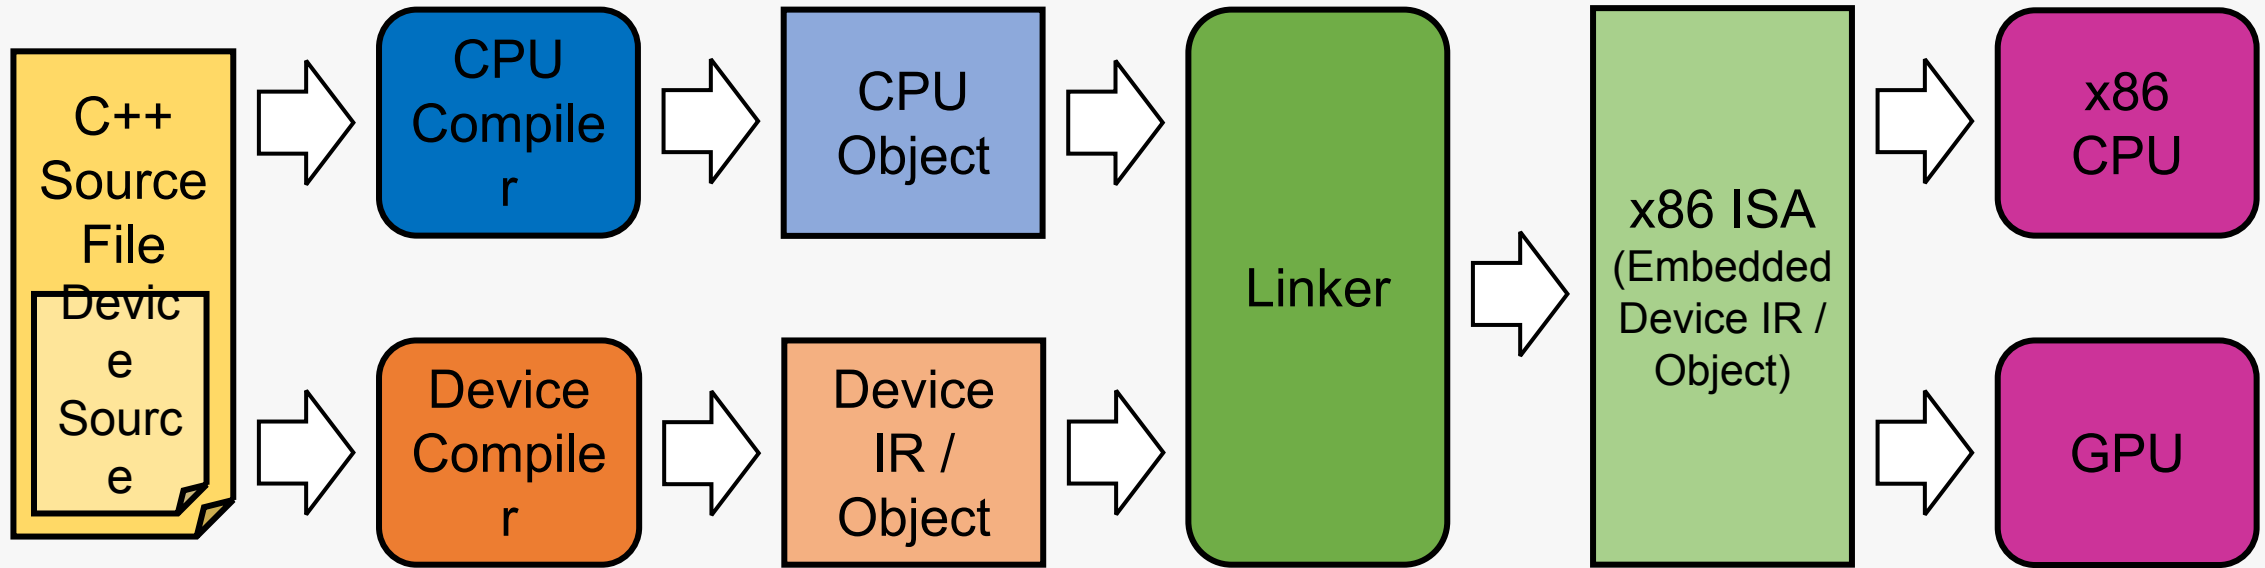 C++
Source
File
Devic
e
Sourc
e
CPU
Compile
r
Device
Compile
r
CPU
Object
Device
IR /
Object
Linker
x86 ISA
(Embedded
Device IR /
Object)
x86
CPU
GPU